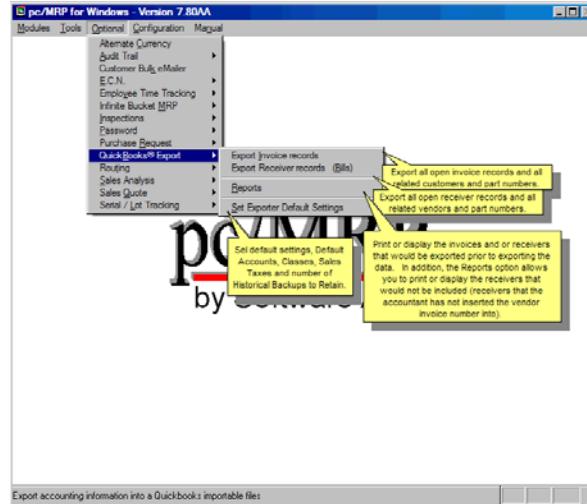 pc/MRP for Windows - Version 7.80AA
Modules Tools Optional Configuration Manual
Alternate Currency
Audit Trail
Customer Bulk eMailer
E.C.N.
Employee Time Tracking
Infinite Bucket MRP
Inspections
Password
Purchase Request
QuickBooks® Export
Routing
Sales Analysis
Sales Quote
Serial / Lot Tracking
Export Invoice records
Export Receiver records (Bills)
Reports
Set Exporter Default Settings
Export all open invoice records and all
related customers and part numbers.
Export all open receiver records and all
related vendors and part numbers.
Print or display the invoices and or receivers
that would be exported prior to exporting the
data. In addition, the Reports option allows
you to print or display the receivers that
would not be included (receivers that the
accountant has not inserted the vendor
invoice number into).
Set default settings, Default
Accounts, Classes, Sales
Taxes and number of
Historical Backups to Retain.
pc/MRP
by Software
Export accounting information into a Quickbooks importable files